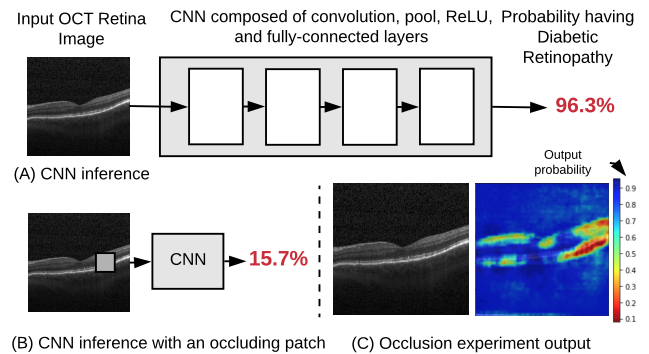 Input OCT Retina
Image
CNN composed of convolution, pool, ReLU,
and fully-connected layers
Probability having
Diabetic
Retinopathy
96.3%
(A) CNN inference
Output
probability
0.9
0.8
0.7
0.6
0.5
0.4
0.3
0.2
0.1
CNN
15.7%
(B) CNN inference with an occluding patch
(C) Occlusion experiment output